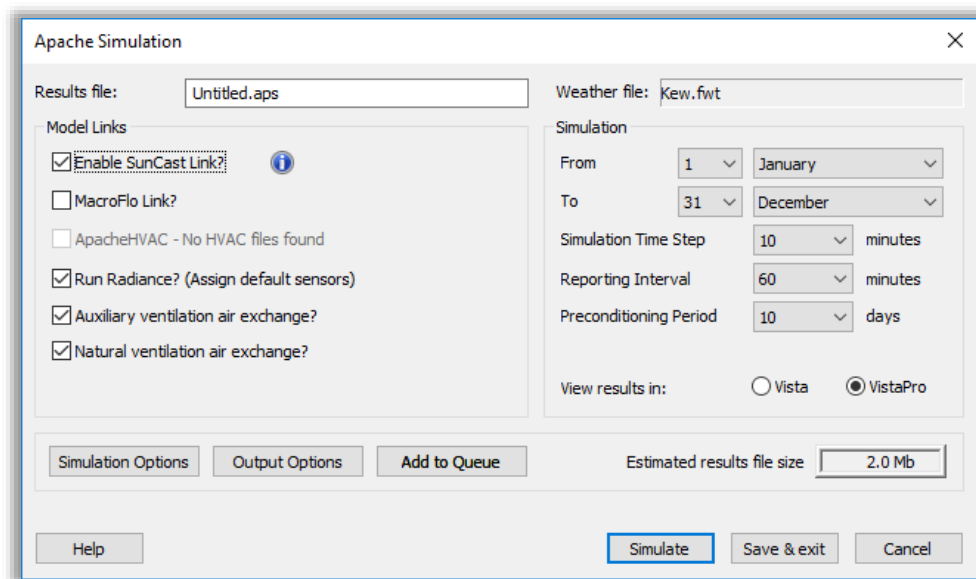 Apache Simulation
Results file: Untitled.aps Weather file: Kew.fwt
Model Links
Enable SunCast Link?
MacroFlo Link?
ApacheHVAC - No HVAC files found
Run Radiance? (Assign default sensors)
Auxiliary ventilation air exchange?
Natural ventilation air exchange?
Simulation
From 1 January
To 31 December
Simulation Time Step 10 minutes
Reporting Interval 60 minutes
Preconditioning Period 10 days
View results in: Vista VistaPro
Simulation Options Output Options Add to Queue Estimated results file size 2.0 Mb
Help Simulate Save & exit Cancel